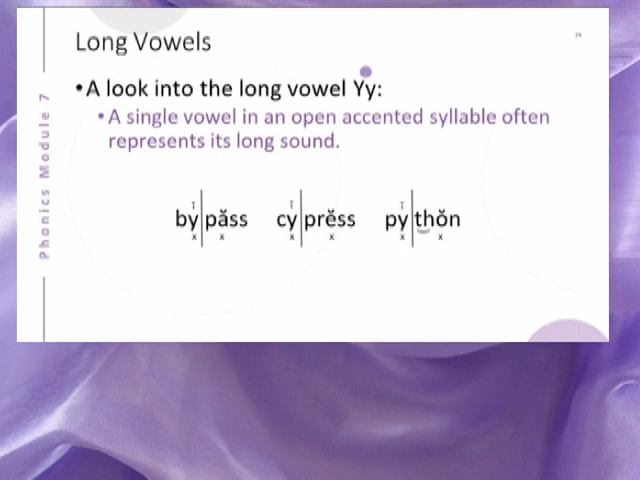 Long Vowels
•A look into the long vowel Yy:
•A single vowel in an open accented syllable often
represents its long sound.
by|păss cy|prĕss py|thŏn
Phonics Module 7